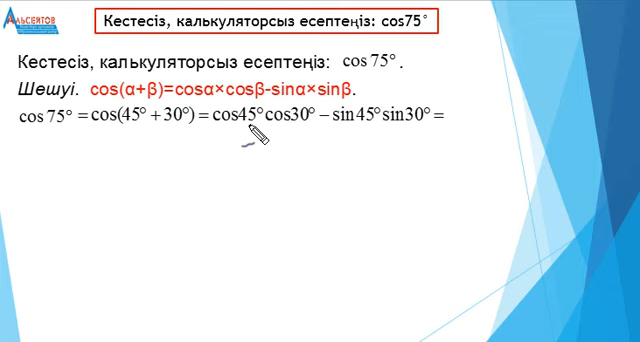 АЛЬСЕИТОВ
Кестесіз, калькуляторсыз есептеңіз: cos75°
Кестесіз, калькуляторсыз есептеңіз: cos 75° .
Шешуі. cos(α+β)=cosα×cosβ-sinα×sinβ.
cos 75° = cos(45° + 30°) = cos45°cos30° − sin45°sin30° =